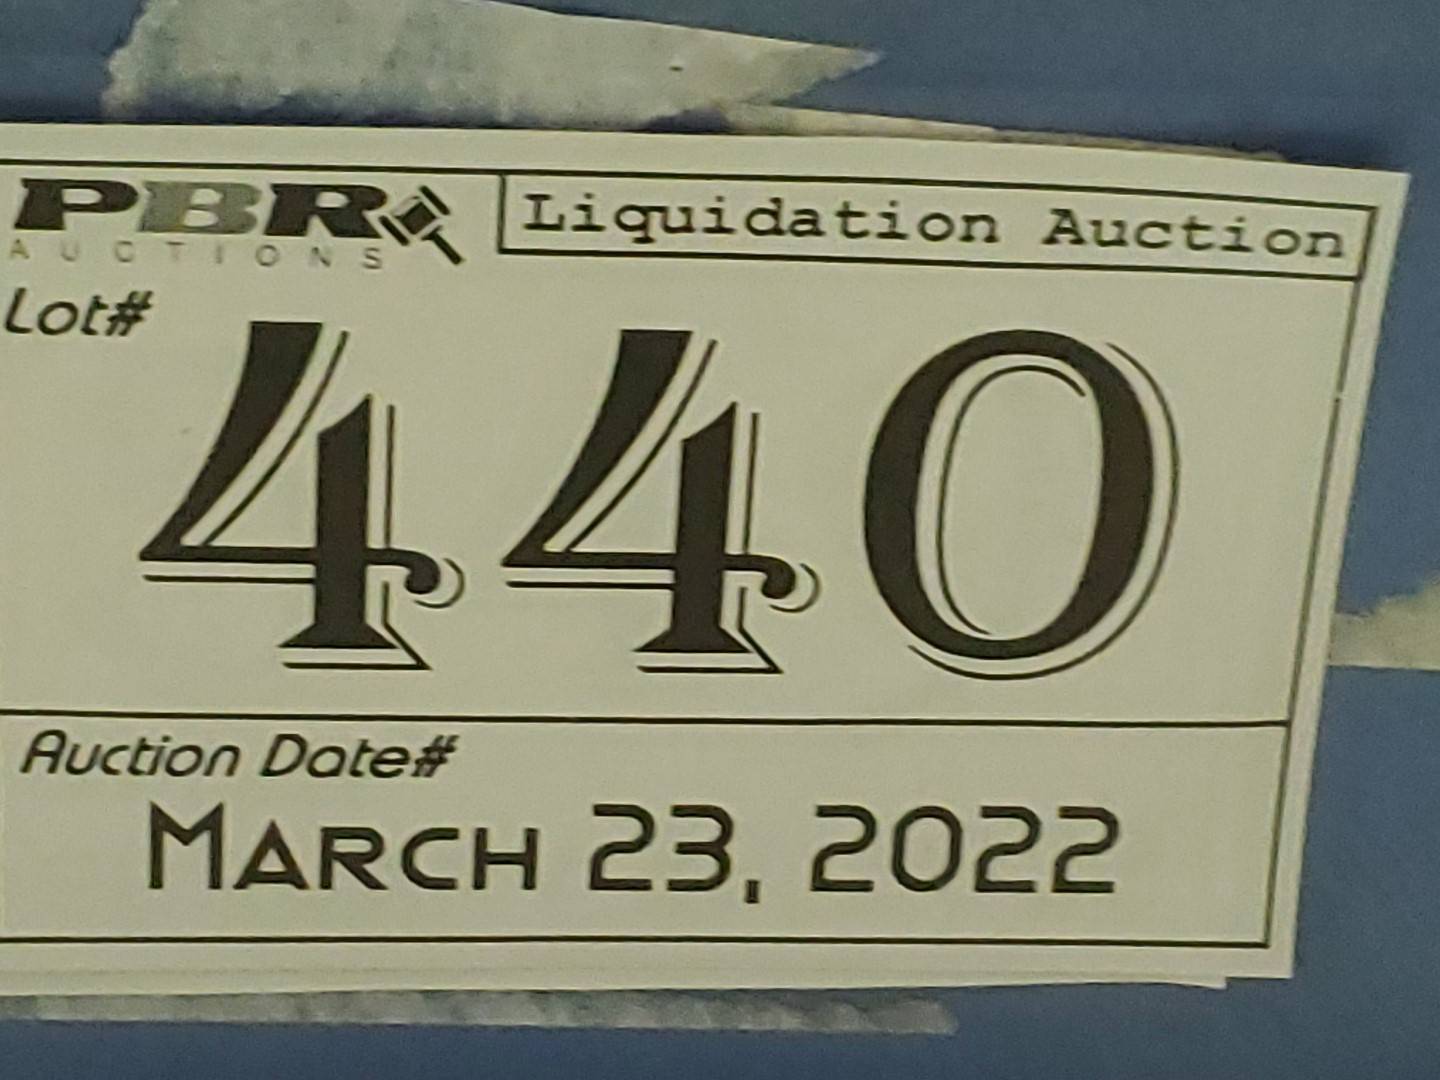 PBR
AUCTIONS
Liquidation Auction
Lot#
440
Auction Date#
March 23, 2022